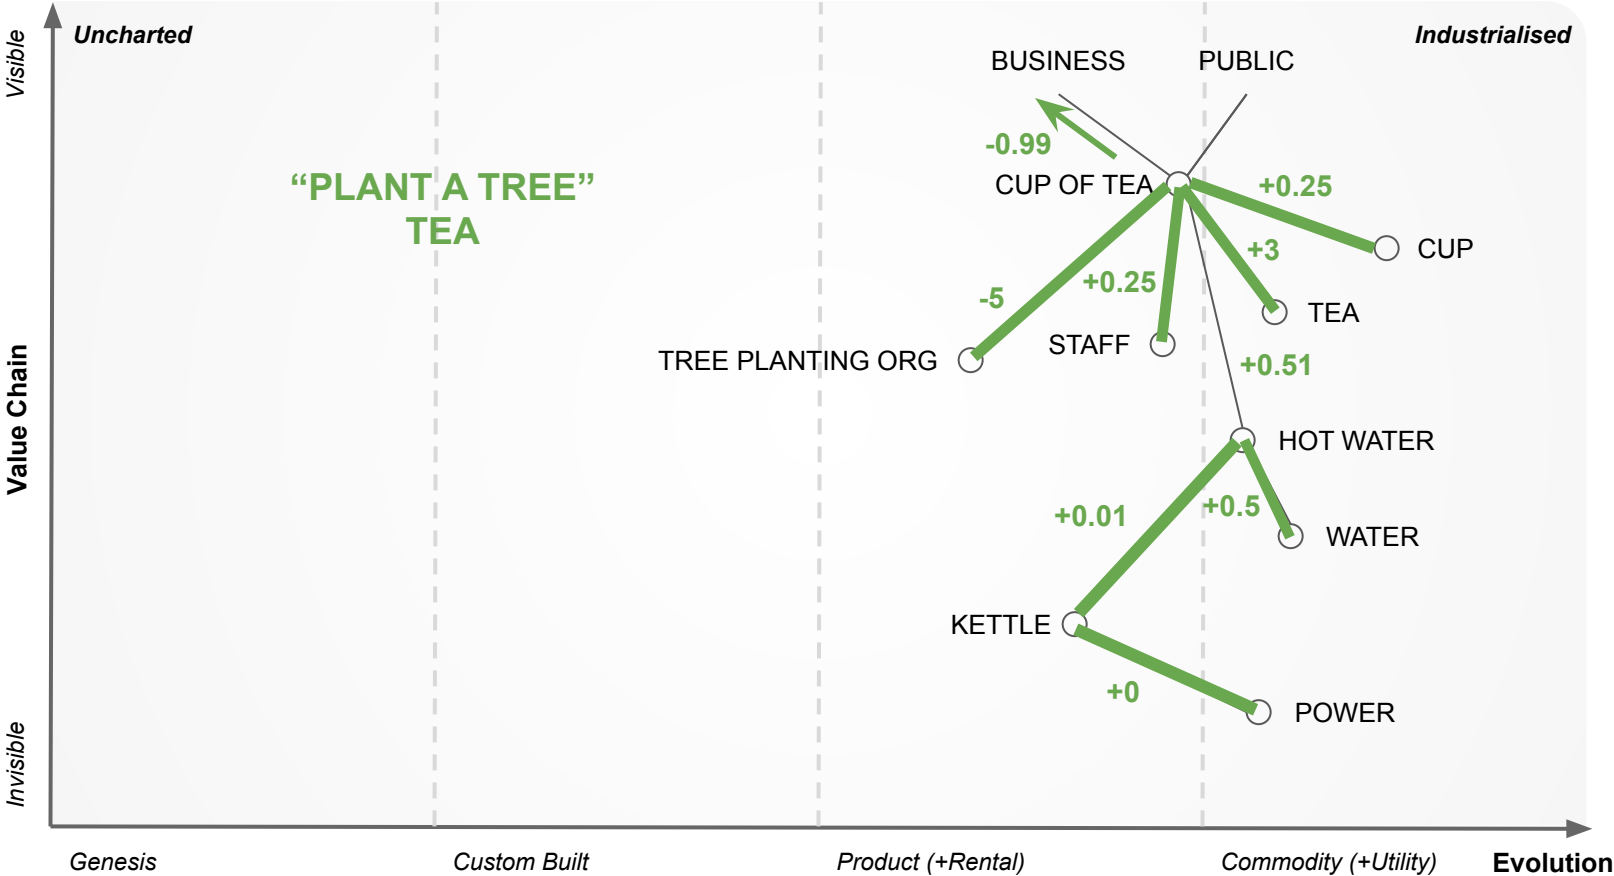 Uncharted
Industrialised
Visible
BUSINESS
PUBLIC
-0.99
“PLANT A TREE”
TEA
CUP OF TEA
+0.25
CUP
+3
+0.25
-5
TEA
STAFF
TREE PLANTING ORG
+0.51
Value Chain
HOT WATER
+0.01
+0.5
WATER
KETTLE
+0
POWER
Invisible
Genesis
Custom Built
Product (+Rental)
Commodity (+Utility)
Evolution